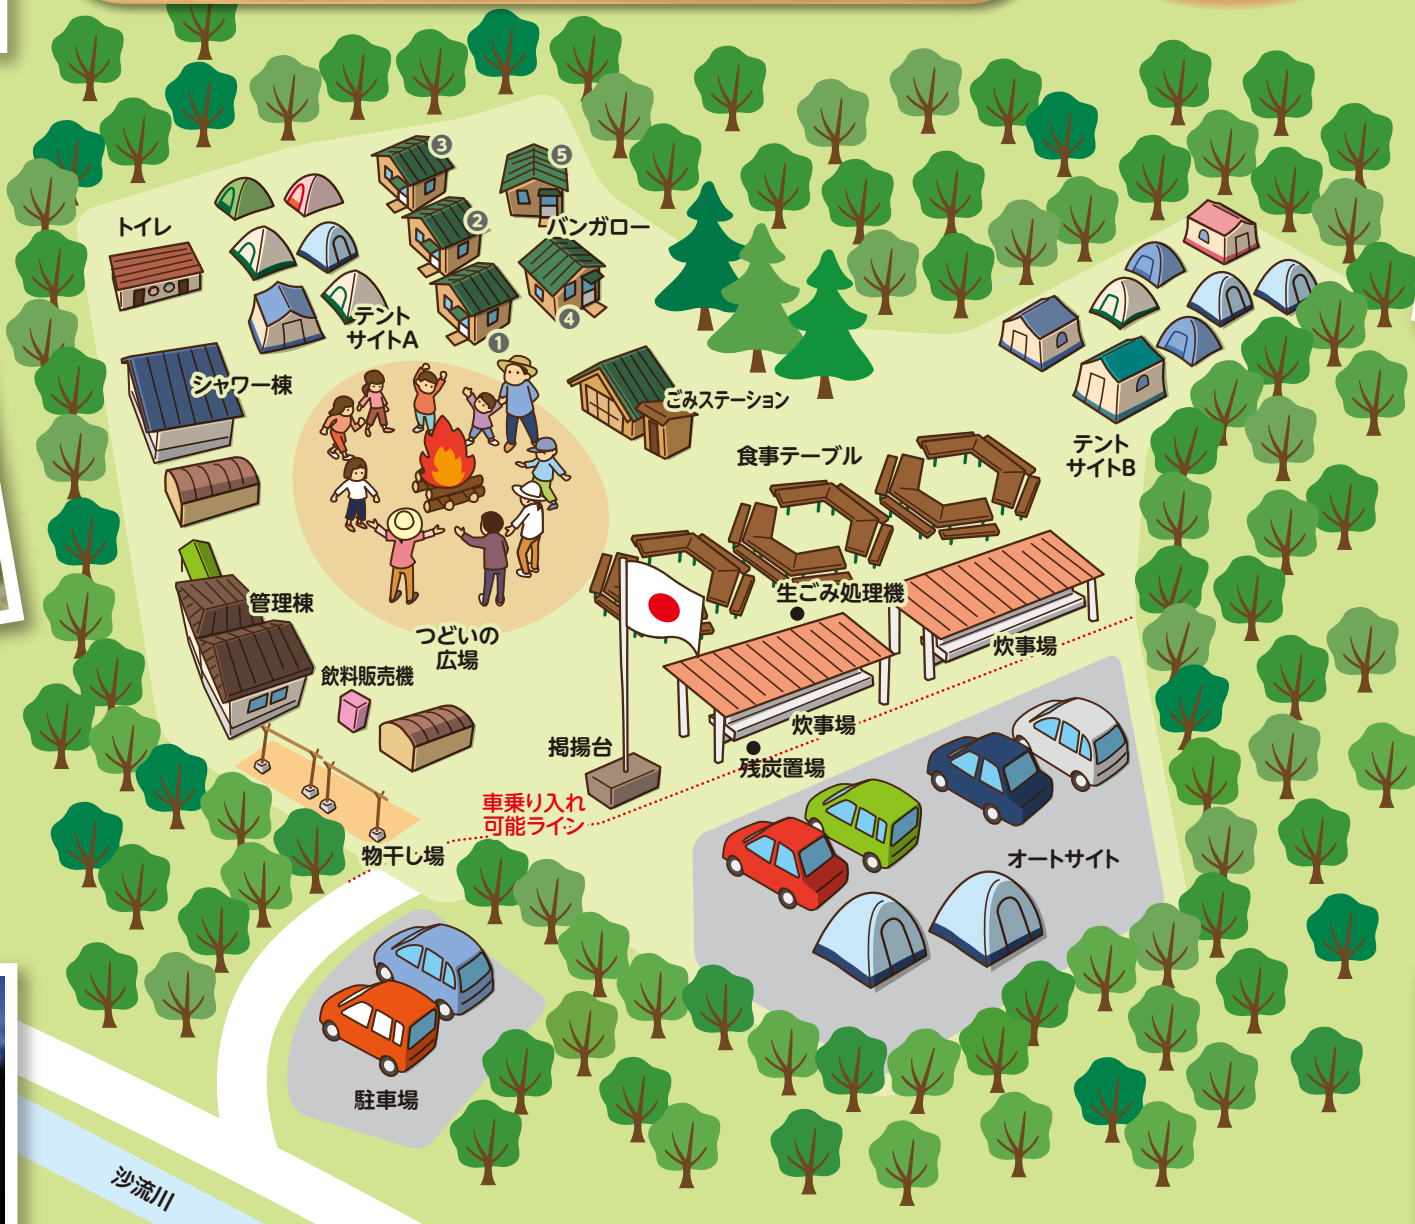 ❸
❺
❷
トイレ
バンガロー
テント
サイトA
❹
❶
シャワー棟
ごみステーション
食事テーブル
テント
サイトB
管理棟
生ごみ処理機
つどいの
広場
炊事場
飲料販売機
炊事場
掲揚台
残炭置場
車乗り入れ
可能ライン
物干し場
オートサイト
駐車場
沙流川